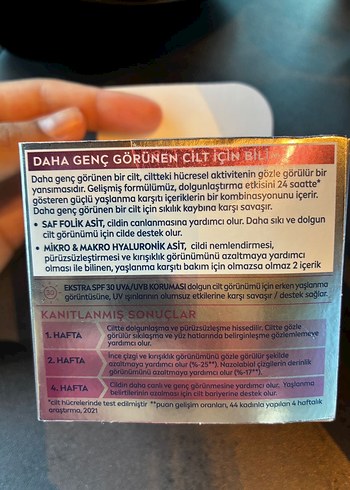 DAHA GENÇ GÖRÜNEN CİLT İÇİN BİLİM
Daha genç görünen bir cilt, ciltteki hücresel aktivitenin gözle görülür bir
yansımasıdır. Gelişmiş formülümüz, dolgunlaştırma etkisini 24 saatte*
gösteren güçlü yaşlanma karşıtı içeriklerin bir kombinasyonunu içerir.
Daha genç görünen bir cilt için sıkılık kaybına karşı savaşır.
• SAF FOLİK ASİT, cildin canlanmasına yardımcı olur. Daha sıkı ve dolgun
cilt görünümü için cilde destek olur.
• MİKRO & MAKRO HYALURONİK ASİT, cildi nemlendirmesi,
pürüzsüzleştirmesi ve kırışıklık görünümünü azaltmaya yardımcı
olması ile bilinen, yaşlanma karşıtı bakım için olmazsa olmaz 2 içerik
30 EKSTRA SPF 30 UVA/UVB KORUMASI dolgun cilt görünümü için erken yaşlanma
görüntüsüne, UV ışınlarının olumsuz etkilerine karşı savaşır / destek sağlar.
KANITLANMIŞ SONUÇLAR
1. HAFTA Ciltte dolgunlaşma ve pürüzsüzleşme hissedilir. Ciltte gözle
görülür sıkılaşma ve yüz hatlarında belirginleşme gözlemlemeye
yardımcı olur.
2. HAFTA İnce çizgi ve kırışıklık görünümünü gözle görülür şekilde
azaltmaya yardımcı olur (%-25**). Nazolabial çizgilerin derinlik
görünümünü azaltmaya yardımcı olur (%-17**).
4. HAFTA Cildin daha canlı ve genç görünmesine yardımcı olur, Yaşlanma
belirtilerinin azalması için cilt bariyerine destek olur.
*cilt hücrelerinde test edilmiştir **puan gelişim oranları, 44 kadınla yapılan 4 haftalık
araştırma, 2021